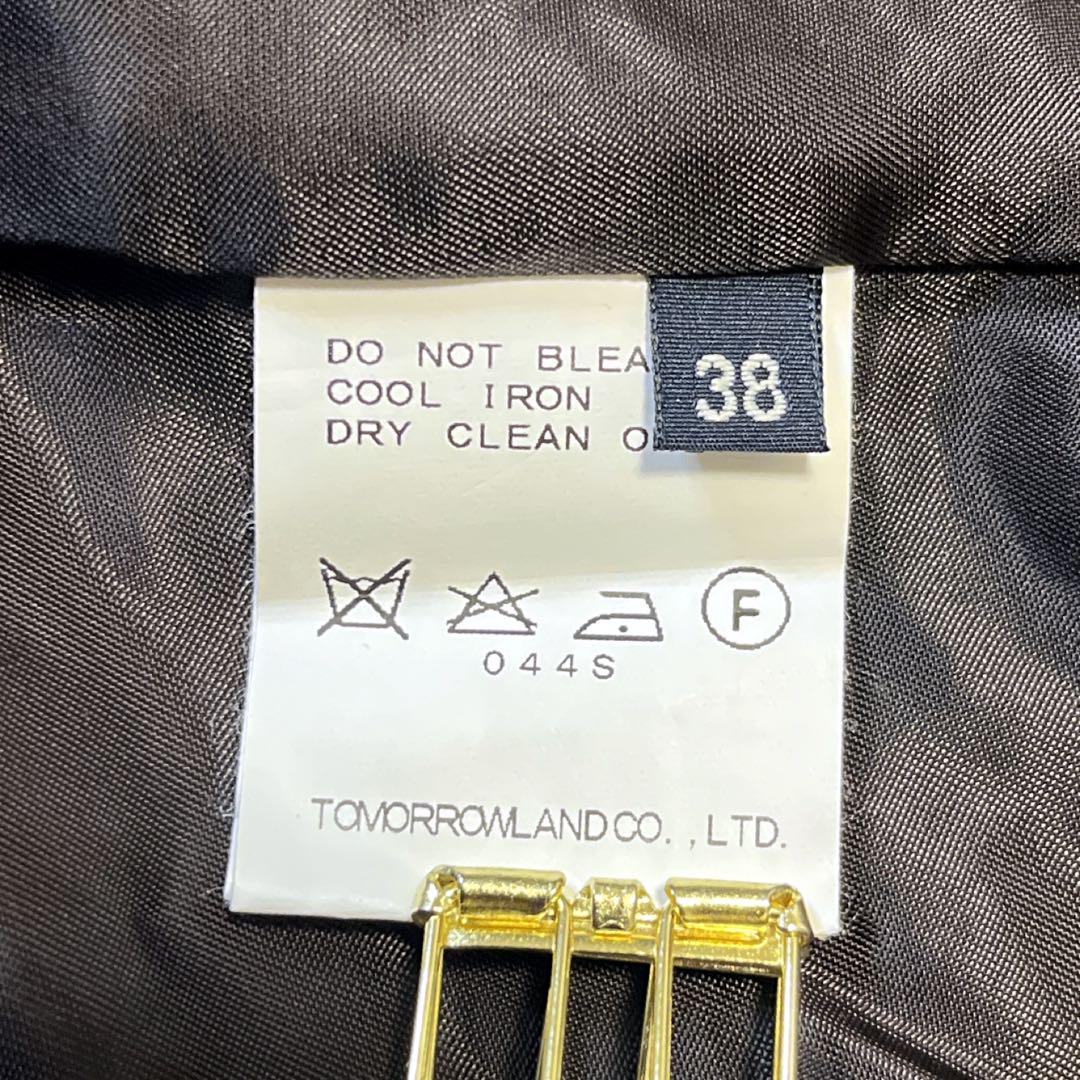 DO NOT BLEA
COOL IRON
DRY CLEAN O
38
F
044S
TOMORROWLAND CO.,LTD.